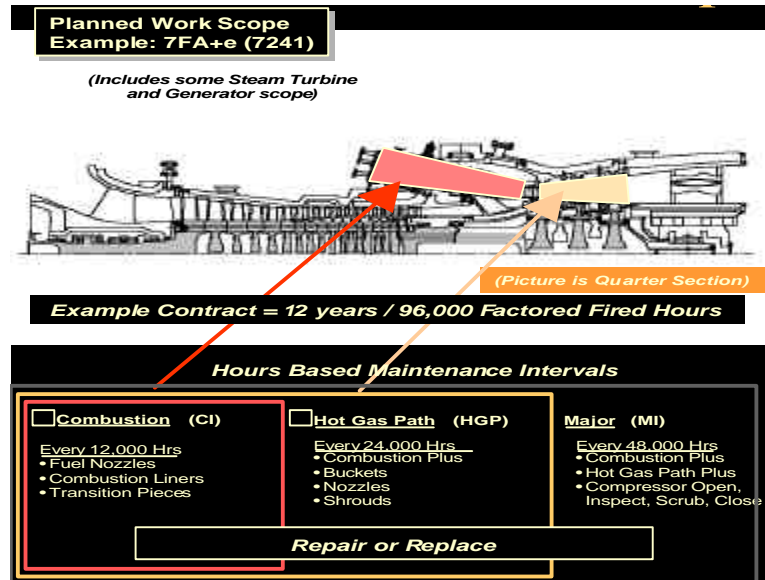 Planned Work Scope
Example: 7FA+e (7241)
(Includes some Steam Turbine
and Generator scope)
(Picture is Quarter Section)
Example Contract = 12 years / 96,000 Factored Fired Hours
Hours Based Maintenance Intervals
Combustion (CI)
Every 12,000 Hrs
• Fuel Nozzles
• Combustion Liners
• Transition Pieces
Hot Gas Path (HGP)
Every 24,000 Hrs
• Combustion Plus
• Buckets
• Nozzles
• Shrouds
Major (MI)
Every 48,000 Hrs
• Combustion Plus
• Hot Gas Path Plus
• Compressor Open,
Inspect, Scrub, Close
Repair or Replace